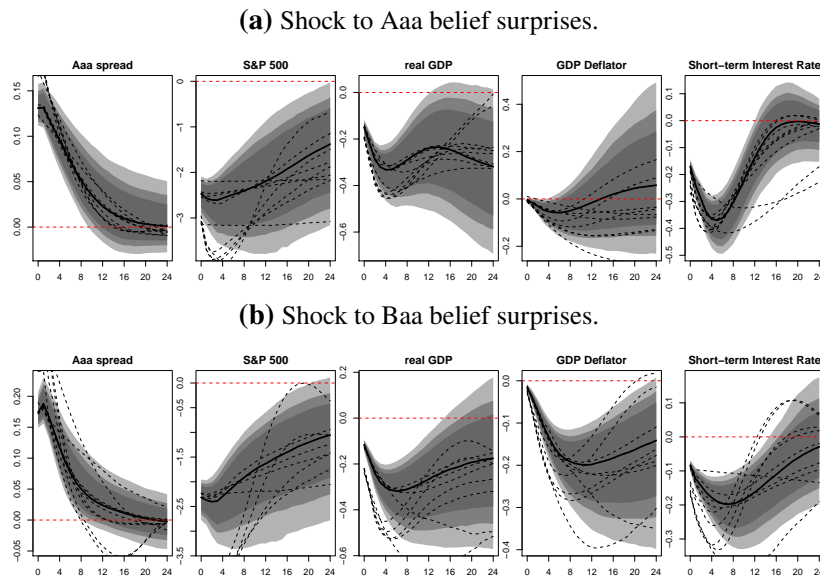 (a) Shock to Aaa belief surprises.
Aaa spread S&P 500 real GDP GDP Deflator Short−term Interest Rate
0.15 0.10 0.05 0.00
0 −1 −2 −3
0.0 −0.2 −0.4 −0.6
0.4 0.2 0.0 −0.2
0.1 0.0 −0.1 −0.2 −0.3 −0.4 −0.5
0 4 8 12 16 20 24 0 4 8 12 16 20 24 0 4 8 12 16 20 24 0 4 8 12 16 20 24 0 4 8 12 16 20 24
(b) Shock to Baa belief surprises.
Aaa spread S&P 500 real GDP GDP Deflator Short−term Interest Rate
0.20 0.15 0.10 0.05 0.00 −0.05
0.0 −0.5 −1.5 −2.5 −3.5
0.2 0.0 −0.2 −0.4 −0.6
0.0 −0.1 −0.2 −0.3 −0.4
0.1 0.0 −0.1 −0.2 −0.3
0 4 8 12 16 20 24 0 4 8 12 16 20 24 0 4 8 12 16 20 24 0 4 8 12 16 20 24 0 4 8 12 16 20 24